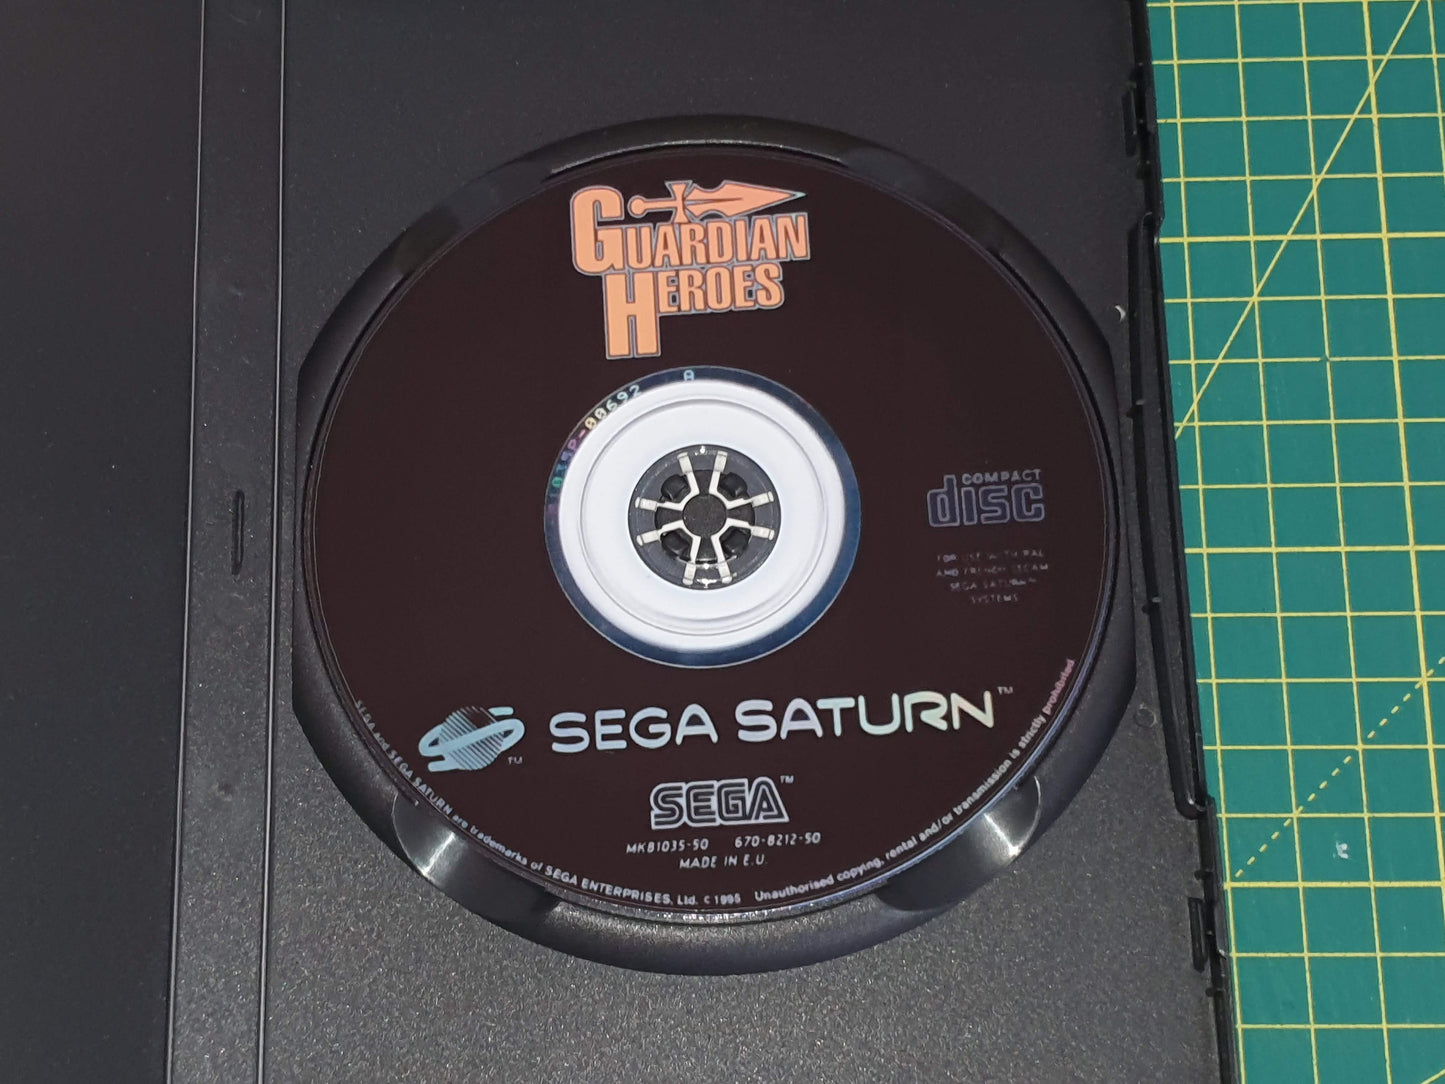 GUARDIAN
HEROES
A
COMPACT
disc
FOR USE WITH PAL
AND FRENCH SECAM
SEGA SATURN™
SYSTEMS
SEGA SATURN™
TM
SEGA™
MK81035-50 670-8212-50
MADE IN E.U.
SEGA and SEGA SATURN are trademarks of SEGA ENTERPRISES, Ltd. © 1995 Unauthorised copying, rental and/or transmission is strictly prohibited